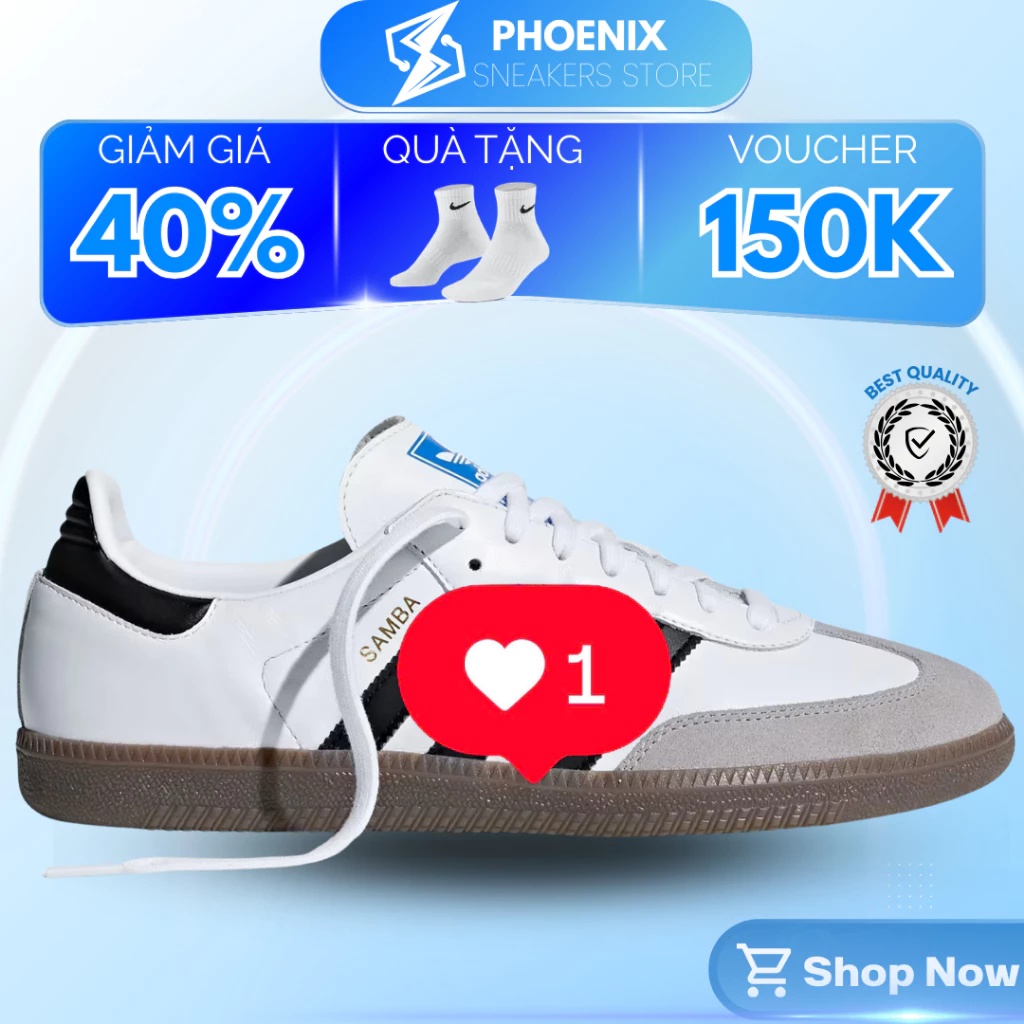 PHOENIX
SNEAKERS STORE
GIẢM GIÁ
QUÀ TẶNG
VOUCHER
40%
150K
BEST QUALITY
SAMBA
1
Shop Now